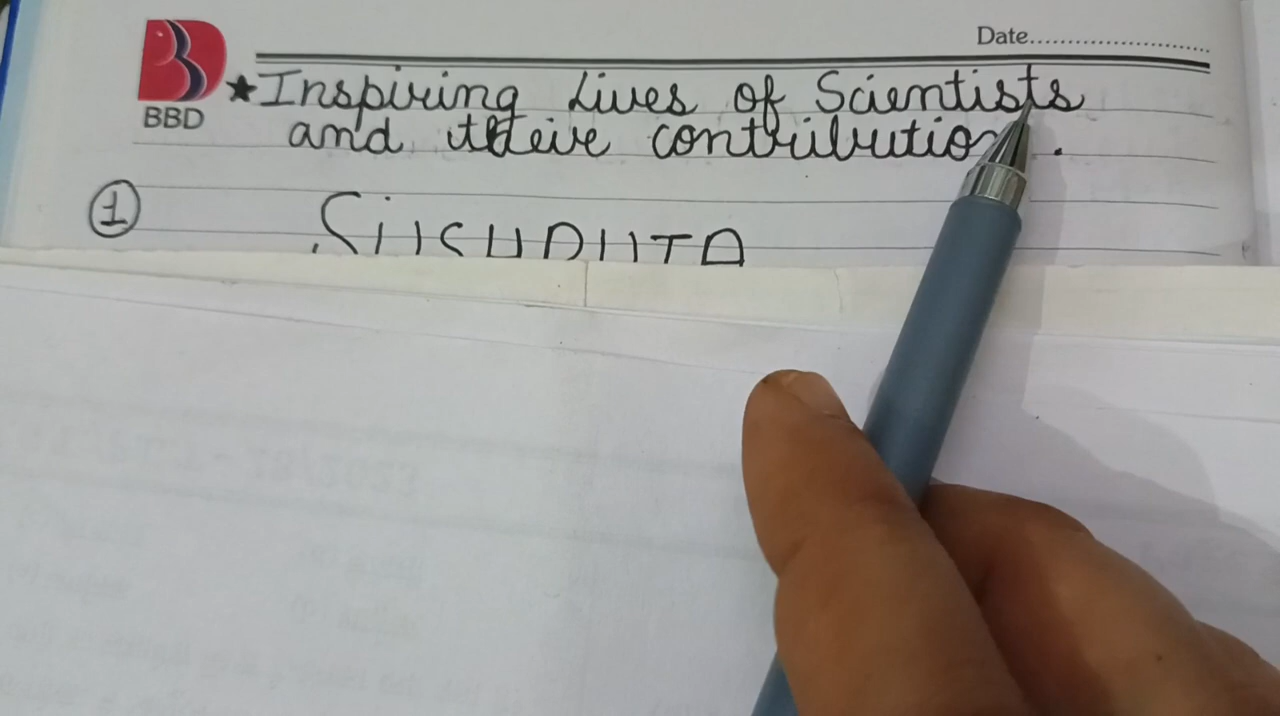 Date
BBD
★ Inspiring Lives of Scientists
and their contribution.
①